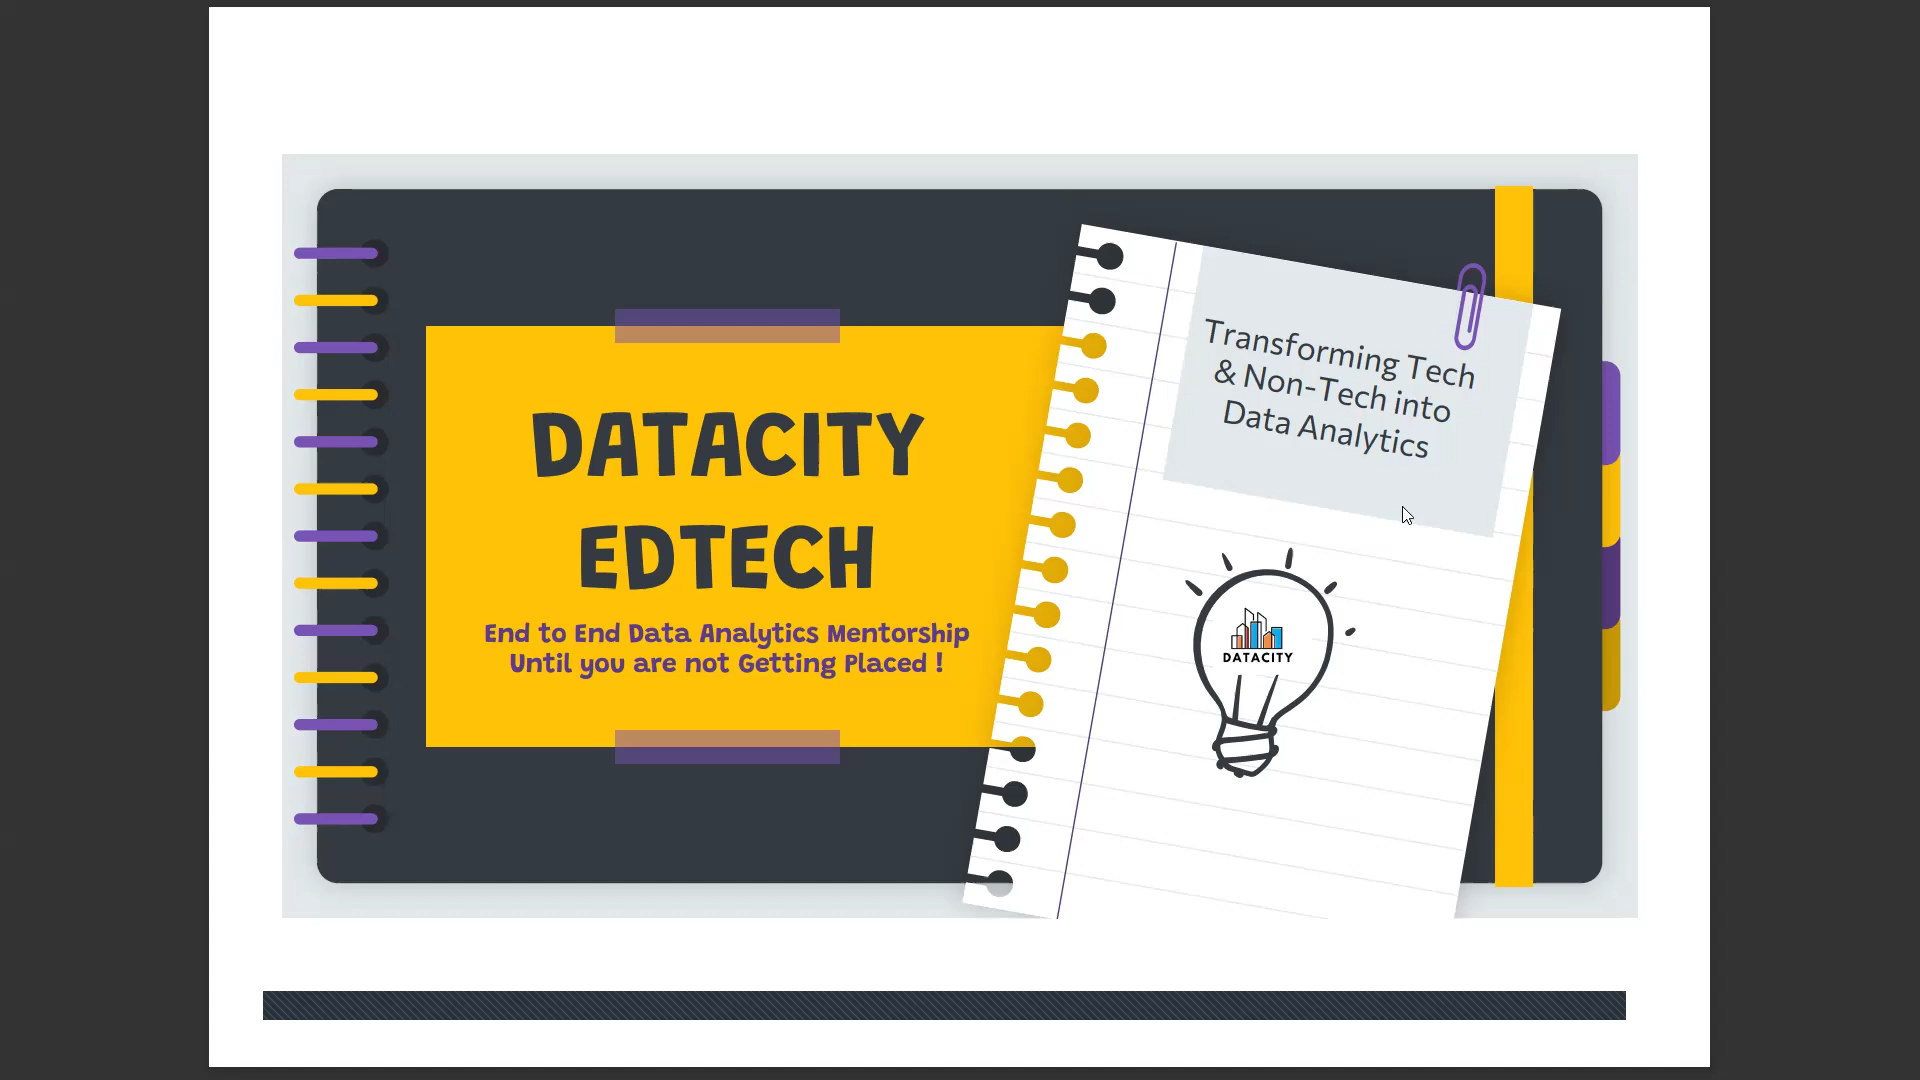 DATACITY
EDTECH
End to End Data Analytics Mentorship
Until you are not Getting Placed !
Transforming Tech
& Non-Tech into
Data Analytics
DATACITY